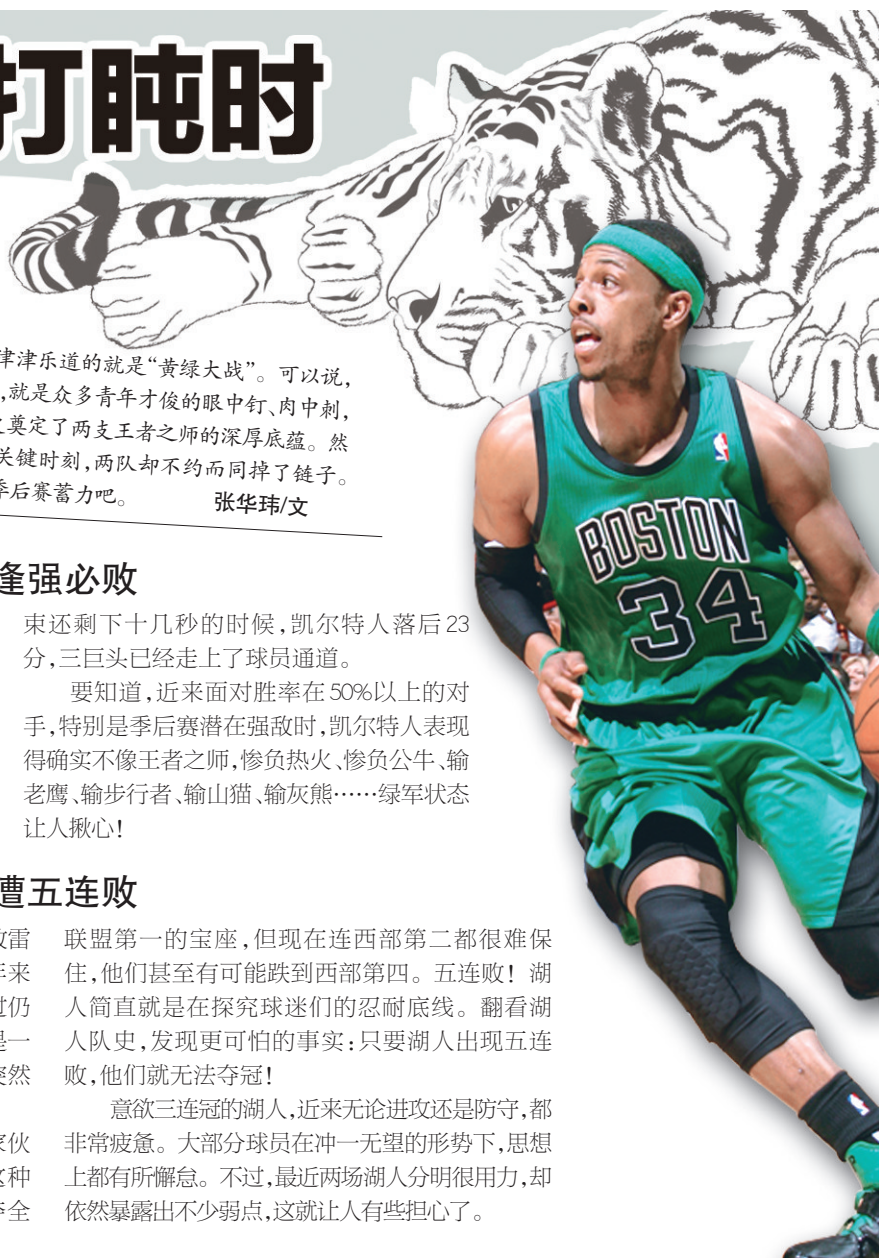 打盹时
津津乐道的就是“黄绿大战”。可以说，
，就是众多青年才俊的眼中钉、肉中刺，
奠定了两支王者之师的深厚底蕴。然
关键时刻，两队却不约而同掉了链子。
季后赛蓄力吧。 张华玮/文
逢强必败
束还剩下十几秒的时候，凯尔特人落后23
分，三巨头已经走上了球员通道。
要知道，近来面对胜率在50%以上的对
手，特别是季后赛潜在强敌时，凯尔特人表现
得确实不像王者之师，惨负热火、惨负公牛、输
老鹰、输步行者、输山猫、输灰熊……绿军状态
让人揪心！
遭五连败
雷
来
仍
一
然
伙
种
全
联盟第一的宝座，但现在连西部第二都很难保
住，他们甚至有可能跌到西部第四。五连败！湖
人简直就是在探究球迷们的忍耐底线。翻看湖
人队史，发现更可怕的事实：只要湖人出现五连
败，他们就无法夺冠！
意欲三连冠的湖人，近来无论进攻还是防守，都
非常疲惫。大部分球员在冲一无望的形势下，思想
上都有所懈怠。不过，最近两场湖人分明很用力，却
依然暴露出不少弱点，这就让人有些担心了。
BOSTON
34